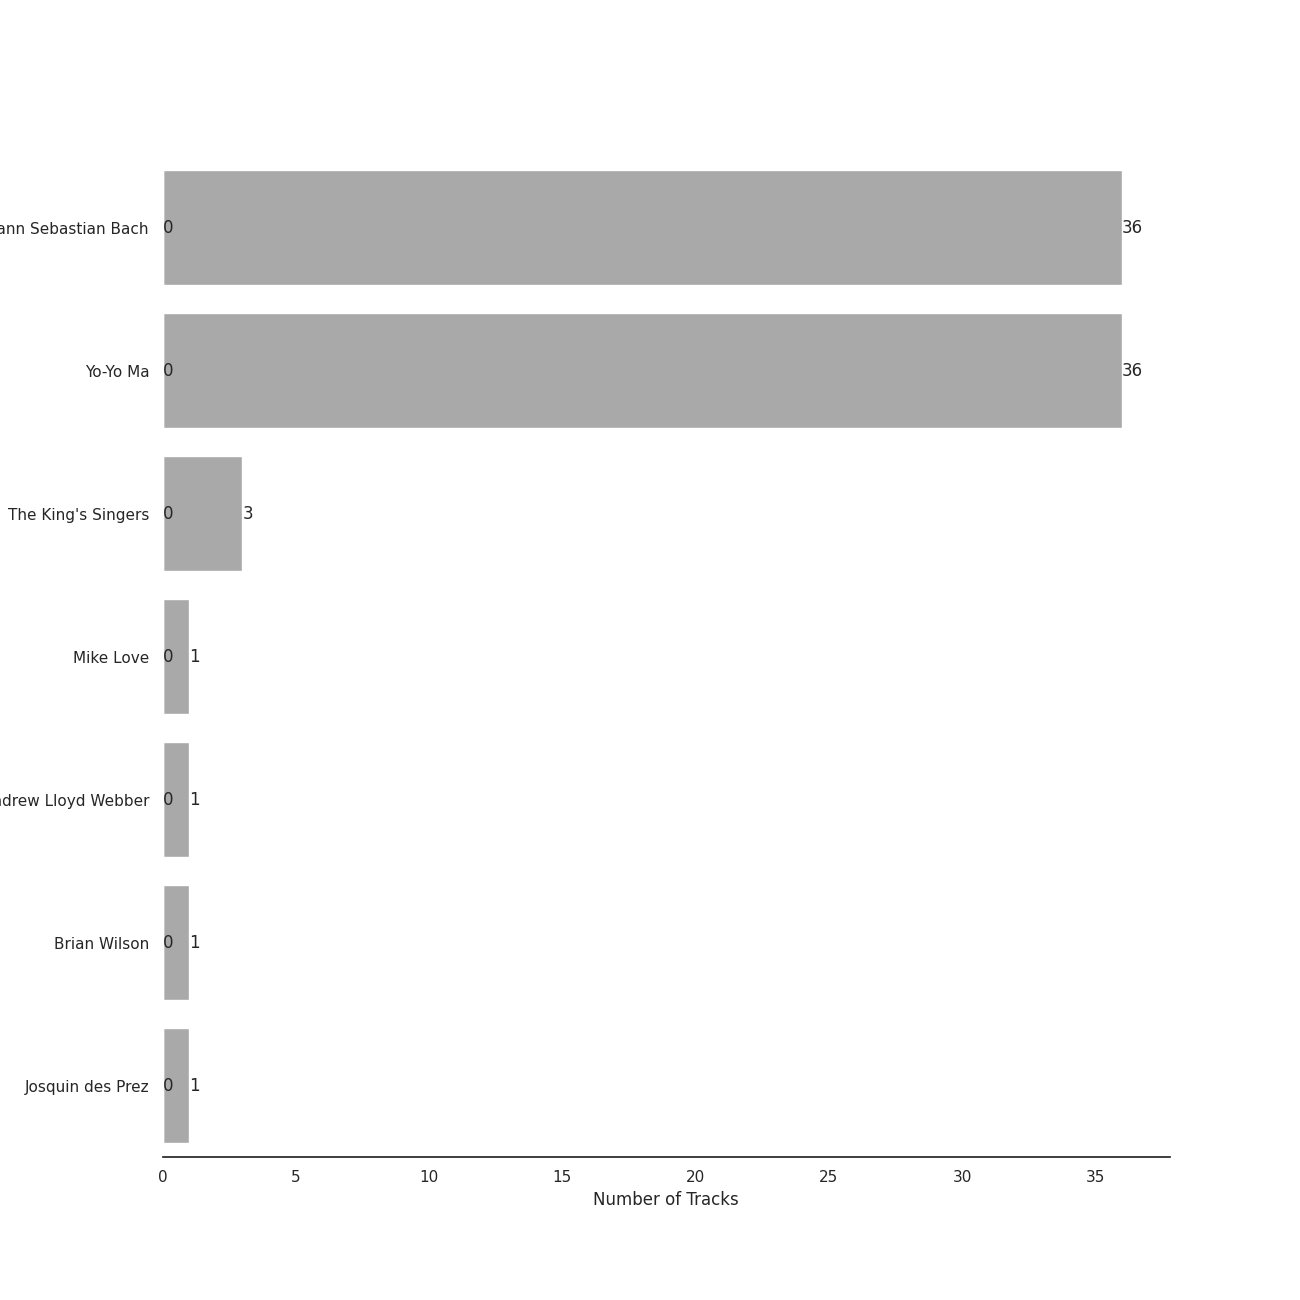 ann Sebastian Bach 0 36
Yo-Yo Ma 0 36
The King's Singers 0 3
Mike Love 0 1
drew Lloyd Webber 0 1
Brian Wilson 0 1
Josquin des Prez 0 1
0 5 10 15 20 25 30 35
Number of Tracks